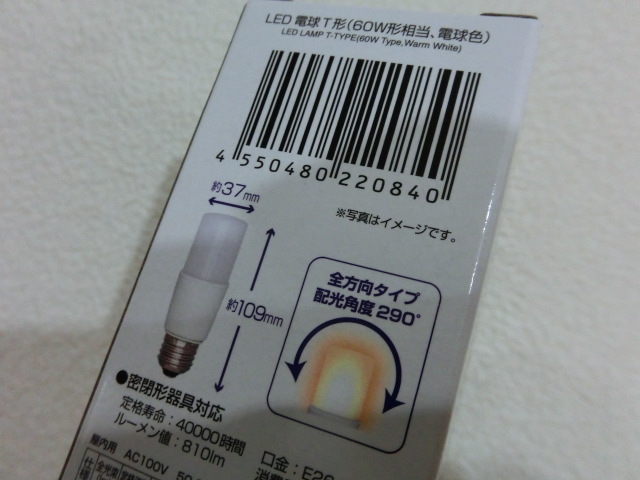 LED 電球T形(60W形相当、電球色)
LED LAMP T-TYPE(60W Type,Warm White)
4 550480 220840
約37mm
※写真はイメージです。
約109mm
全方向タイプ
配光角度290°
●密閉形器具対応
定格寿命:40000時間
ルーメン値:810lm
屋内用 AC100V
口金:E26